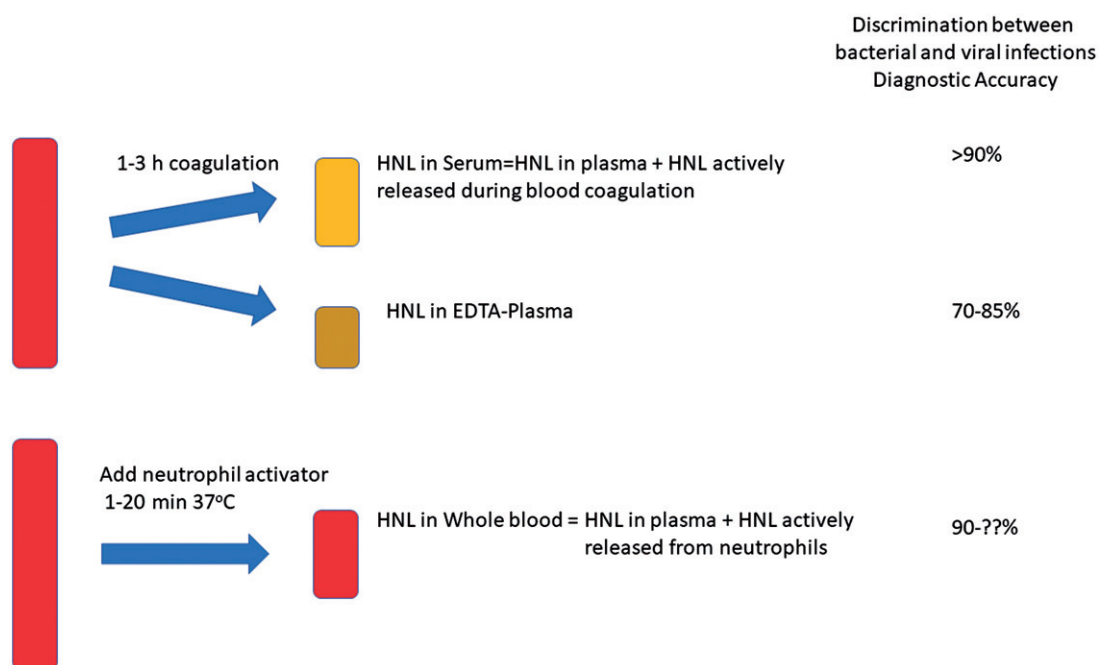 Discrimination between
bacterial and viral infections
Diagnostic Accuracy
1-3 h coagulation
HNL in Serum=HNL in plasma + HNL actively
released during blood coagulation
>90%
HNL in EDTA-Plasma
70-85%
Add neutrophil activator
1-20 min 37°C
HNL in Whole blood = HNL in plasma + HNL actively
released from neutrophils
90-??%